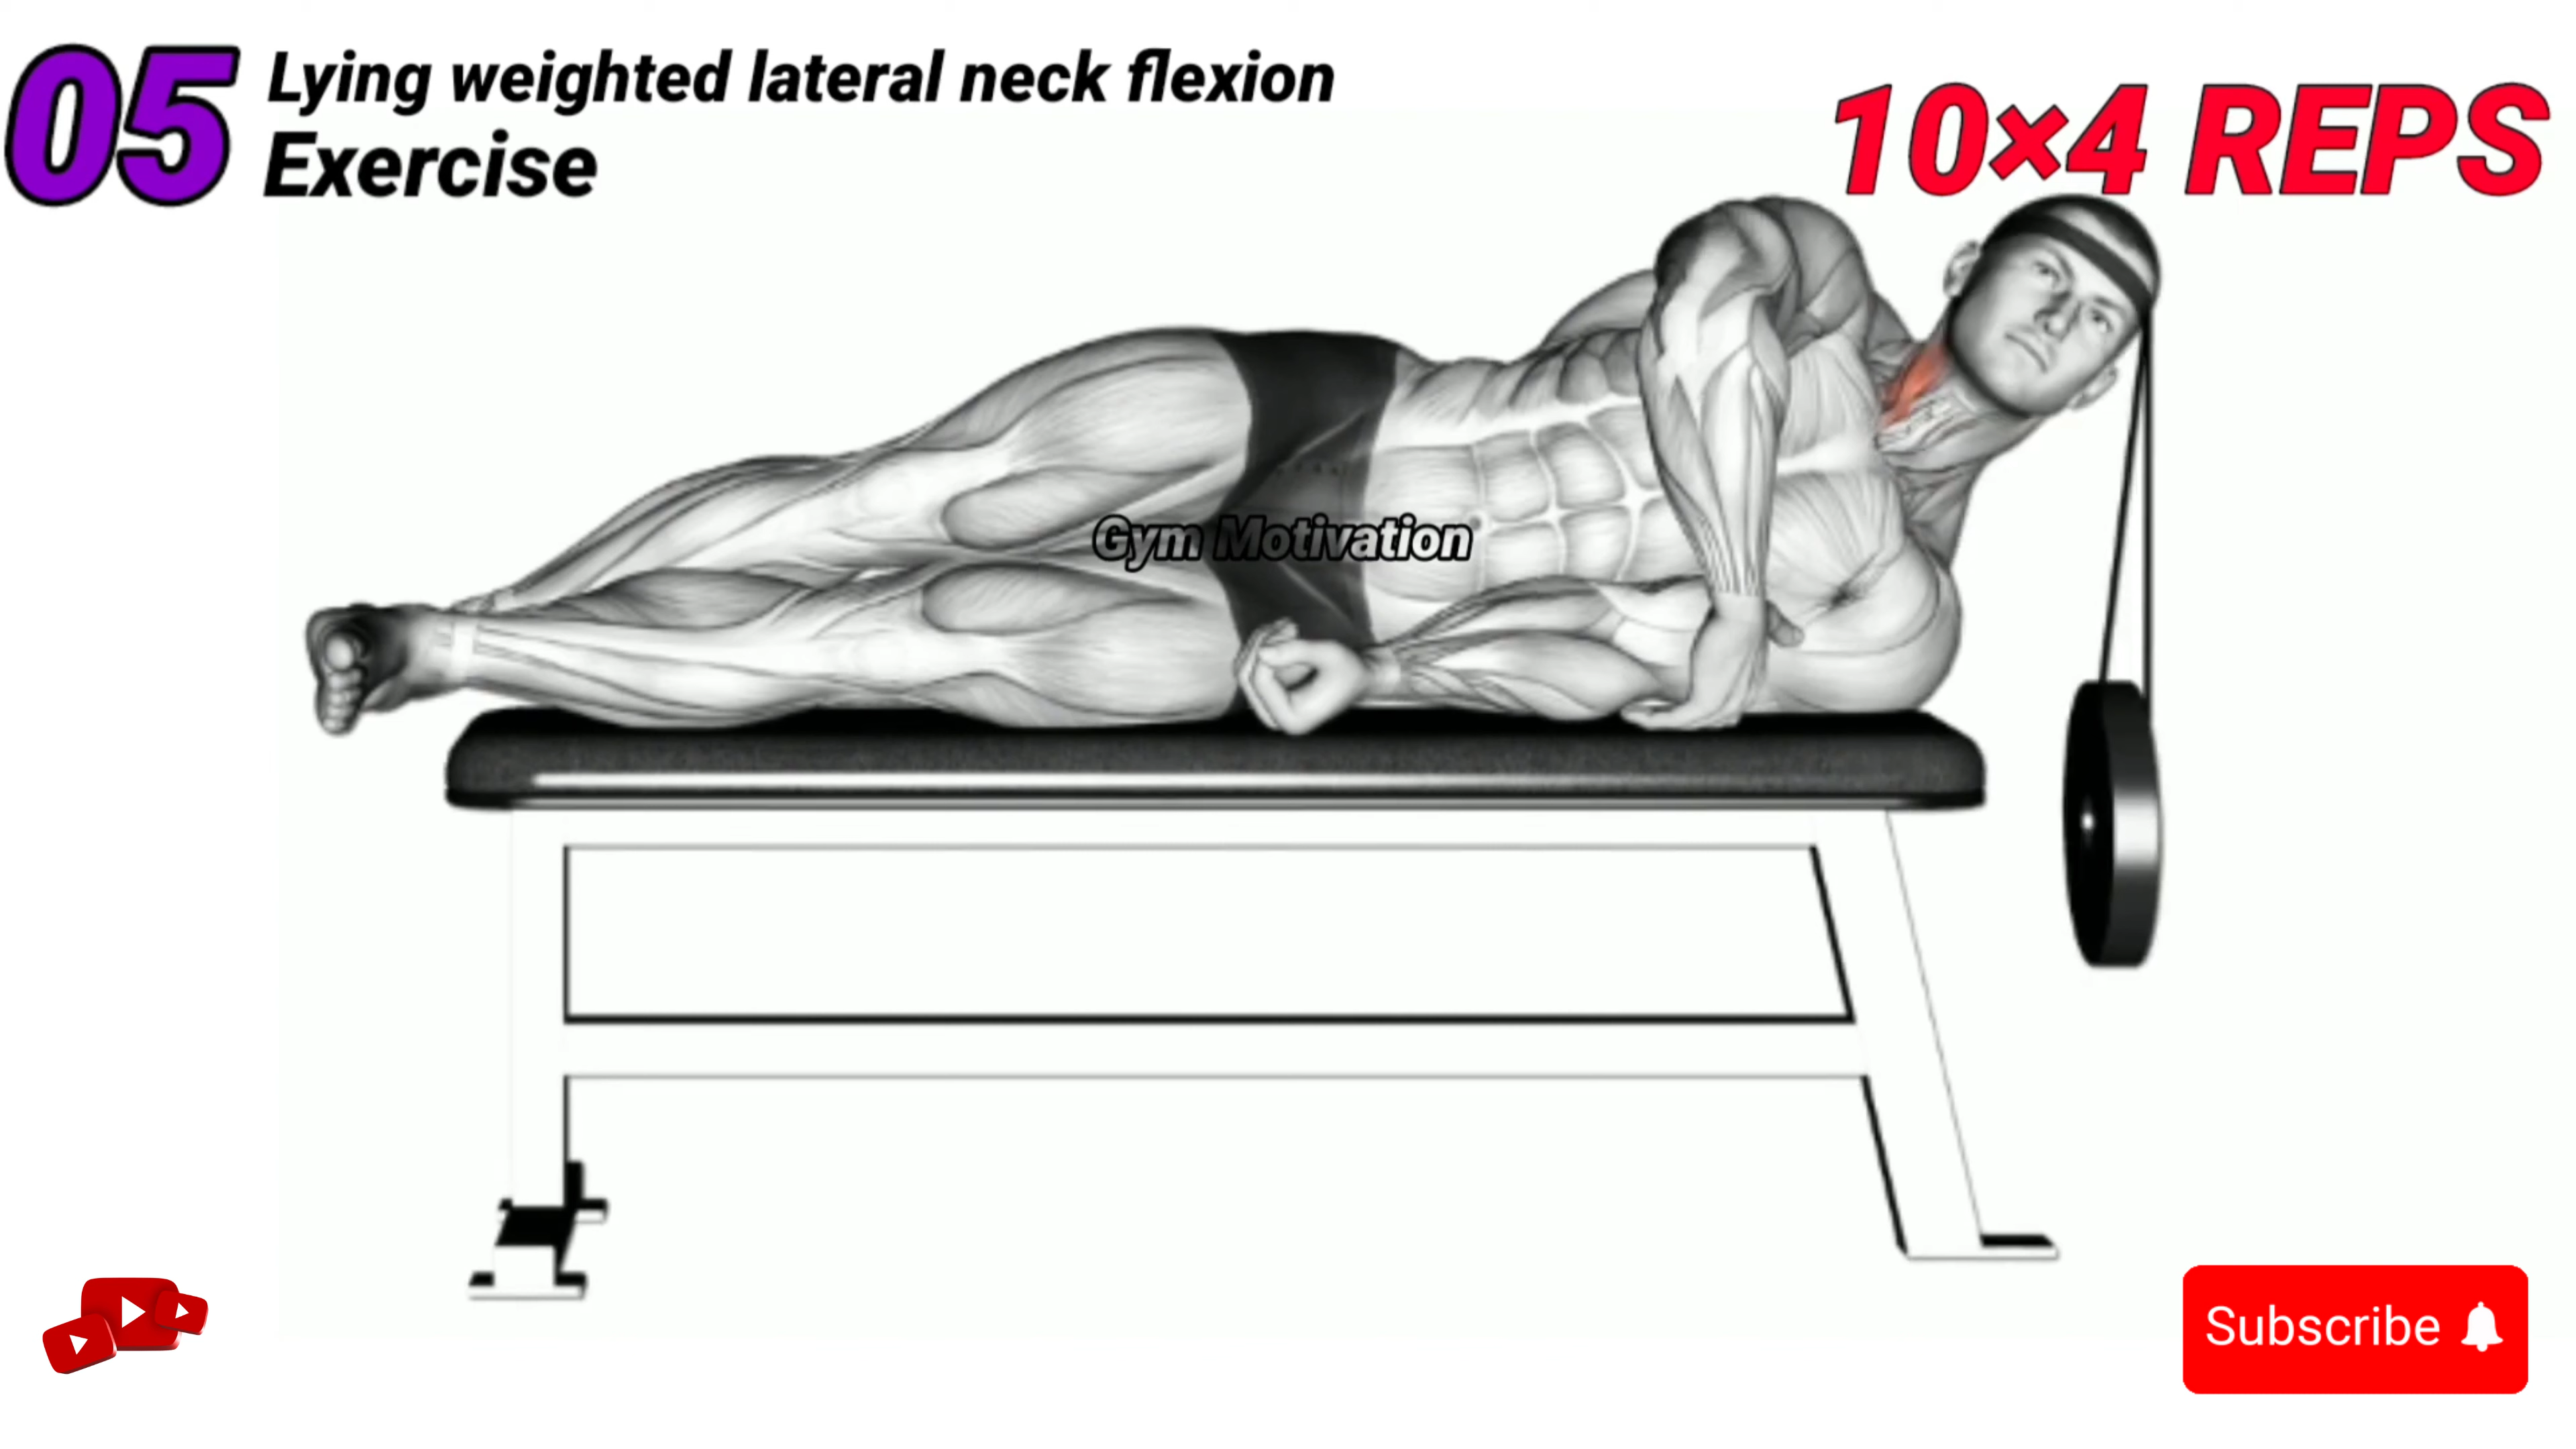 05
Lying weighted lateral neck flexion
Exercise
10×4 REPS
Gym Motivation
Subscribe